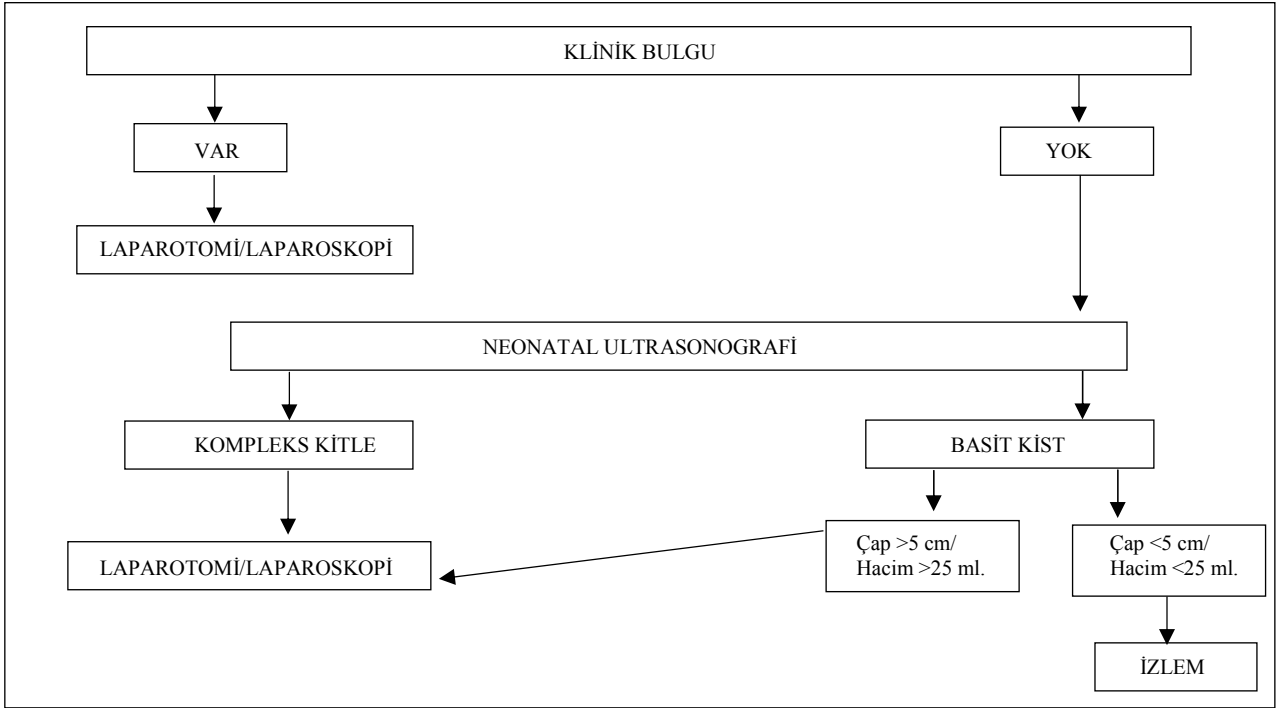 KLİNİK BULGU
VAR
YOK
LAPAROTOMİ/LAPAROSKOPİ
NEONATAL ULTRASONOGRAFİ
KOMPLEKS KİTLE
BASİT KİST
LAPAROTOMİ/LAPAROSKOPİ
Çap >5 cm/
Hacim >25 ml.
Çap <5 cm/
Hacim <25 ml.
İZLEM